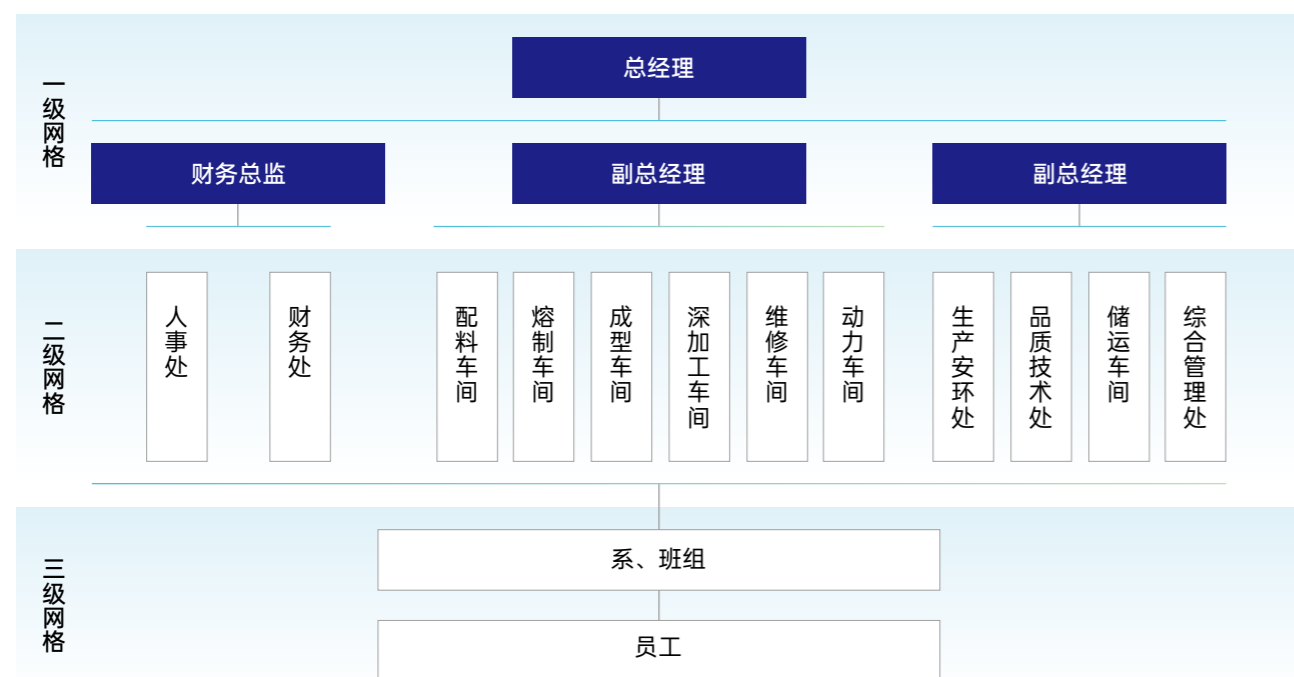 一级网格
总经理
财务总监
副总经理
副总经理
二级网格
人事处
财务处
配料车间
熔制车间
成型车间
深加工车间
维修车间
动力车间
生产安环处
品质技术处
储运车间
综合管理处
三级网格
系、班组
员工